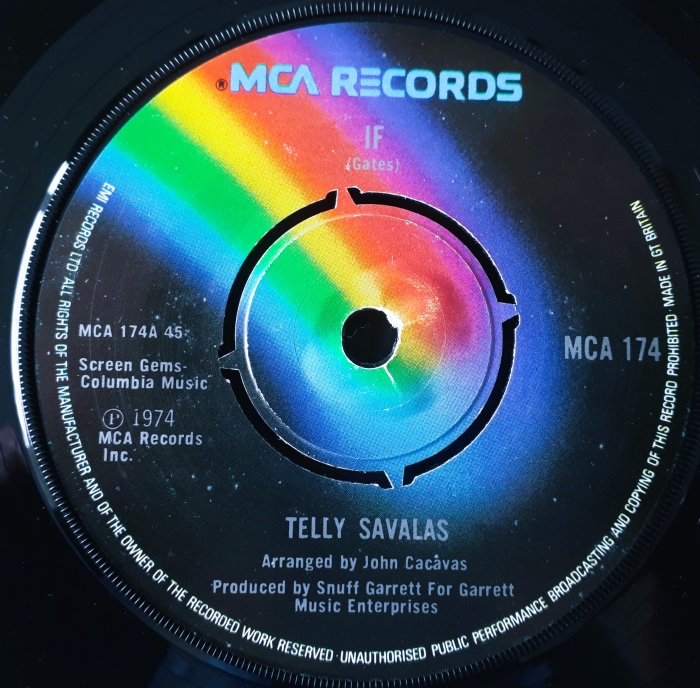 ® MCA RECORDS
IF
(Gates)
MCA 174A 45
Screen Gems-
Columbia Music
Ⓟ 1974
MCA Records
Inc.
MCA 174
TELLY SAVALAS
Arranged by John Cacavas
Produced by Snuff Garrett For Garrett
Music Enterprises
EMI RECORDS LTD · ALL RIGHTS OF THE MANUFACTURER AND OF THE OWNER OF THE RECORDED WORK RESERVED · UNAUTHORISED PUBLIC PERFORMANCE BROADCASTING AND COPYING OF THIS RECORD PROHIBITED · MADE IN GT BRITAIN